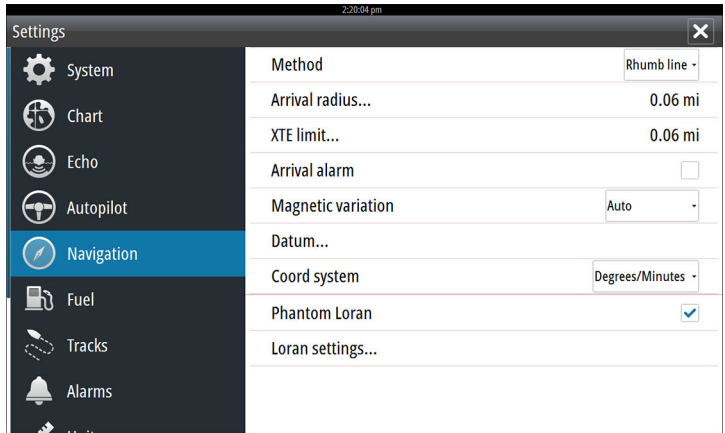 2:20:04 pm
Settings
System
Chart
Echo
Autopilot
Navigation
Fuel
Tracks
Alarms
Method Rhumb line
Arrival radius... 0.06 mi
XTE limit... 0.06 mi
Arrival alarm
Magnetic variation Auto
Datum...
Coord system Degrees/Minutes
Phantom Loran
Loran settings...